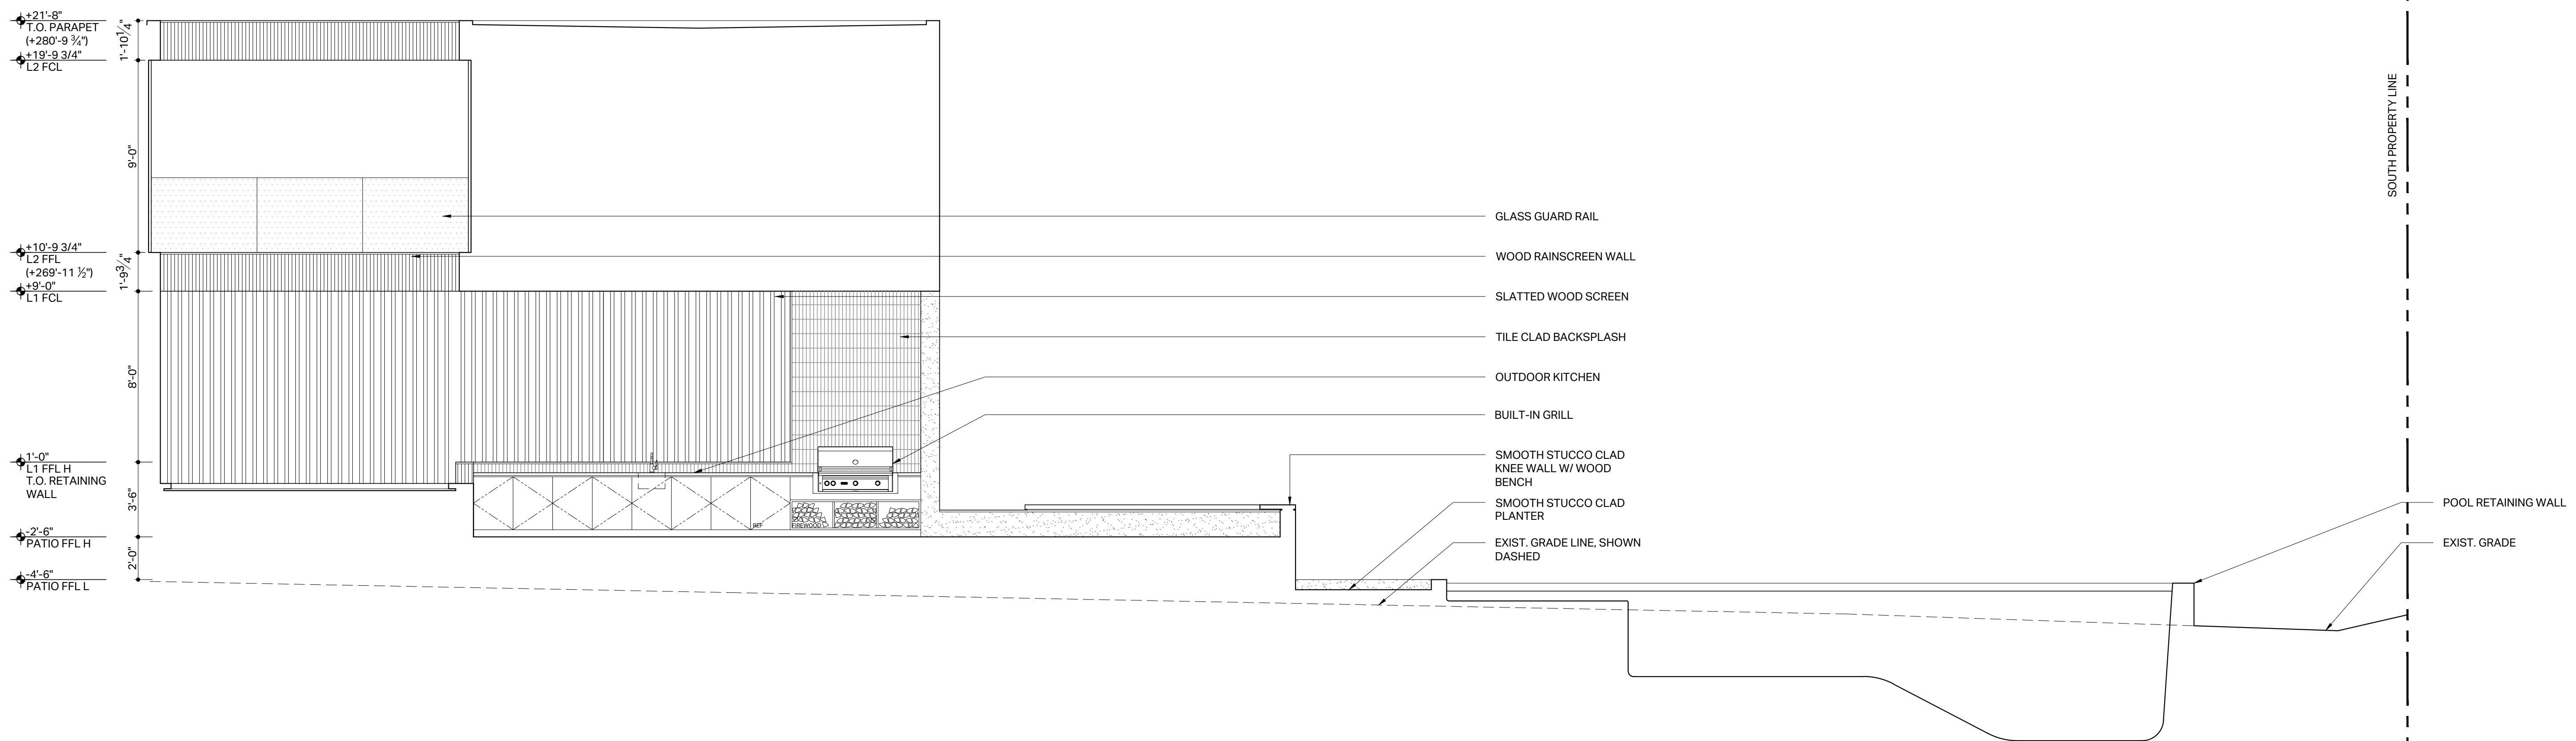 +21'-8"
T.O. PARAPET
(+280'-9 ¾")
+19'-9 3/4"
L2 FCL
+10'-9 3/4"
L2 FFL
(+269'-11 ½")
+9'-0"
L1 FCL
1'-0"
L1 FFL H
T.O. RETAINING
WALL
-2'-6"
PATIO FFL H
-4'-6"
PATIO FFL L
1'-10¼"
9'-0"
1'-9¾"
8'-0"
3'-6"
2'-0"
REF
FIREWOOD
GLASS GUARD RAIL
WOOD RAINSCREEN WALL
SLATTED WOOD SCREEN
TILE CLAD BACKSPLASH
OUTDOOR KITCHEN
BUILT-IN GRILL
SMOOTH STUCCO CLAD
KNEE WALL W/ WOOD
BENCH
SMOOTH STUCCO CLAD
PLANTER
EXIST. GRADE LINE, SHOWN
DASHED
SOUTH PROPERTY LINE
POOL RETAINING WALL
EXIST. GRADE